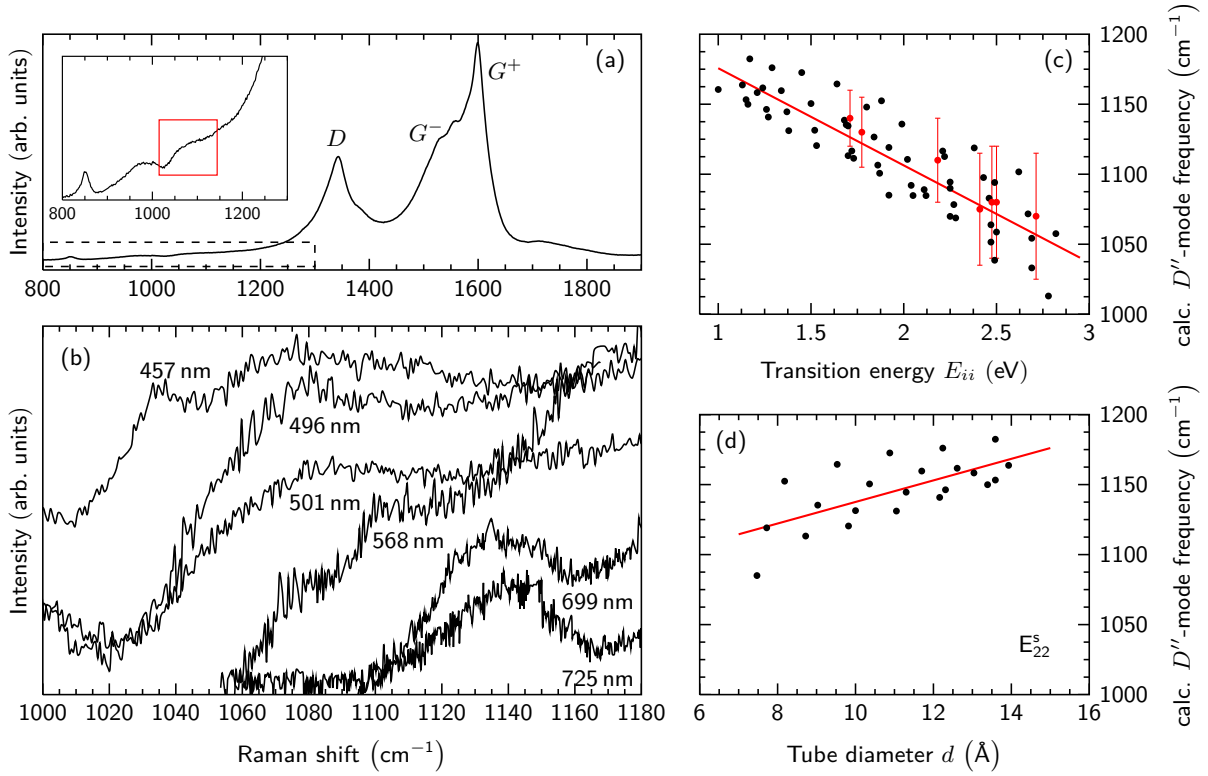 (a)
G⁺
G⁻
D
Intensity (arb. units)
800 1000 1200
800 1000 1200 1400 1600 1800
(b)
457 nm
496 nm
501 nm
568 nm
699 nm
725 nm
Intensity (arb. units)
1000 1020 1040 1060 1080 1100 1120 1140 1160 1180
Raman shift (cm⁻¹)
(c)
1200
1150
1100
1050
1000
calc. D″-mode frequency (cm⁻¹)
1 1.5 2 2.5 3
Transition energy Eᵢᵢ (eV)
(d)
1200
1150
1100
1050
1000
calc. D″-mode frequency (cm⁻¹)
E₂₂ˢ
6 8 10 12 14 16
Tube diameter d (Å)